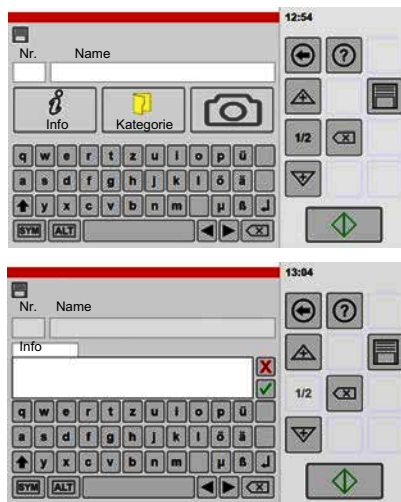 12:54
Nr. Name
Info Kategorie
1/2
q w e r t z u i o p ü
a s d f g h j k l ö ä
y x c v b n m µ ß
SYM ALT
13:04
Nr. Name
Info
1/2
q w e r t z u i o p ü
a s d f g h j k l ö ä
y x c v b n m µ ß
SYM ALT